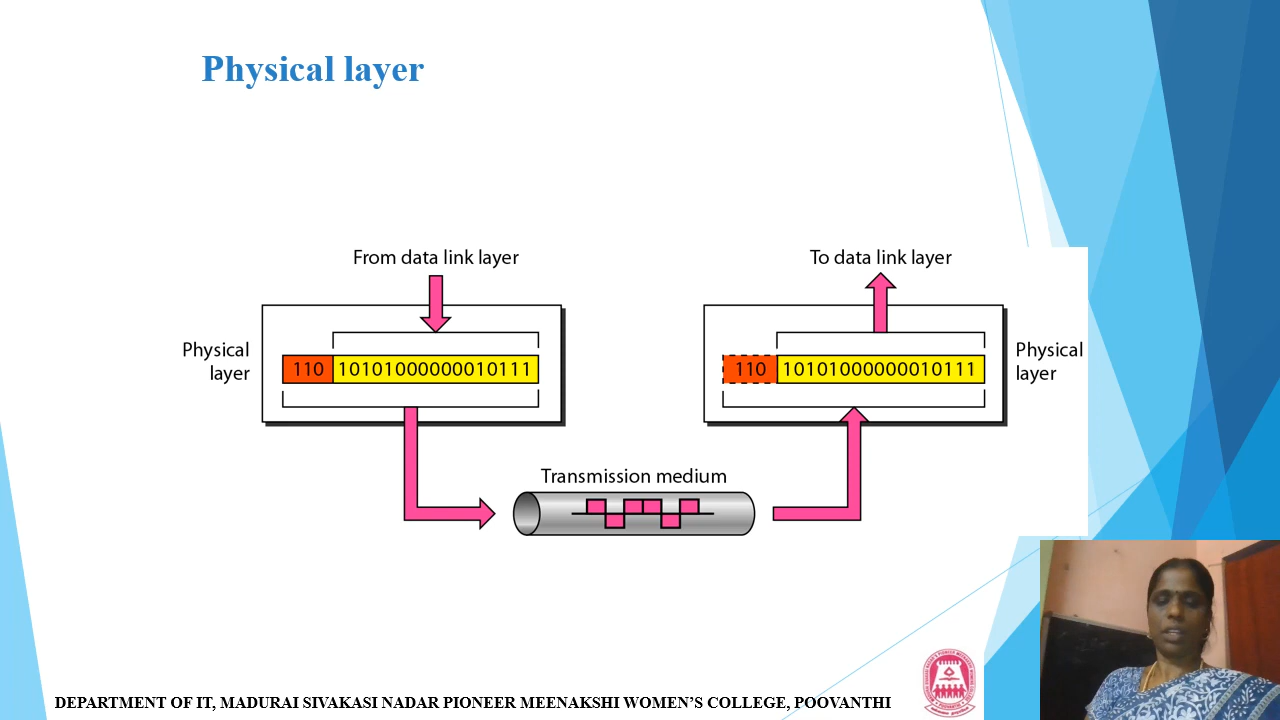 Physical layer
From data link layer
To data link layer
Physical
layer
110 10101000000010111
110 10101000000010111
Physical
layer
Transmission medium
DEPARTMENT OF IT, MADURAI SIVAKASI NADAR PIONEER MEENAKSHI WOMEN’S COLLEGE, POOVANTHI